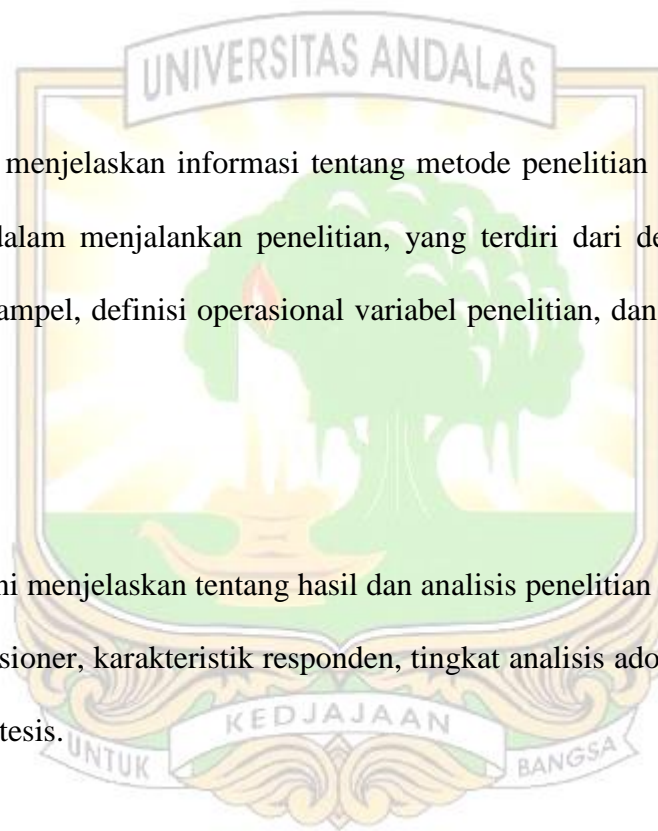 UNIVERSITAS ANDALAS
menjelaskan informasi tentang metode penelitian
dalam menjalankan penelitian, yang terdiri dari de
ampel, definisi operasional variabel penelitian, dan
ni menjelaskan tentang hasil dan analisis penelitian
sioner, karakteristik responden, tingkat analisis ado
tesis.
KEDJAJAAN
UNTUK
BANGSA